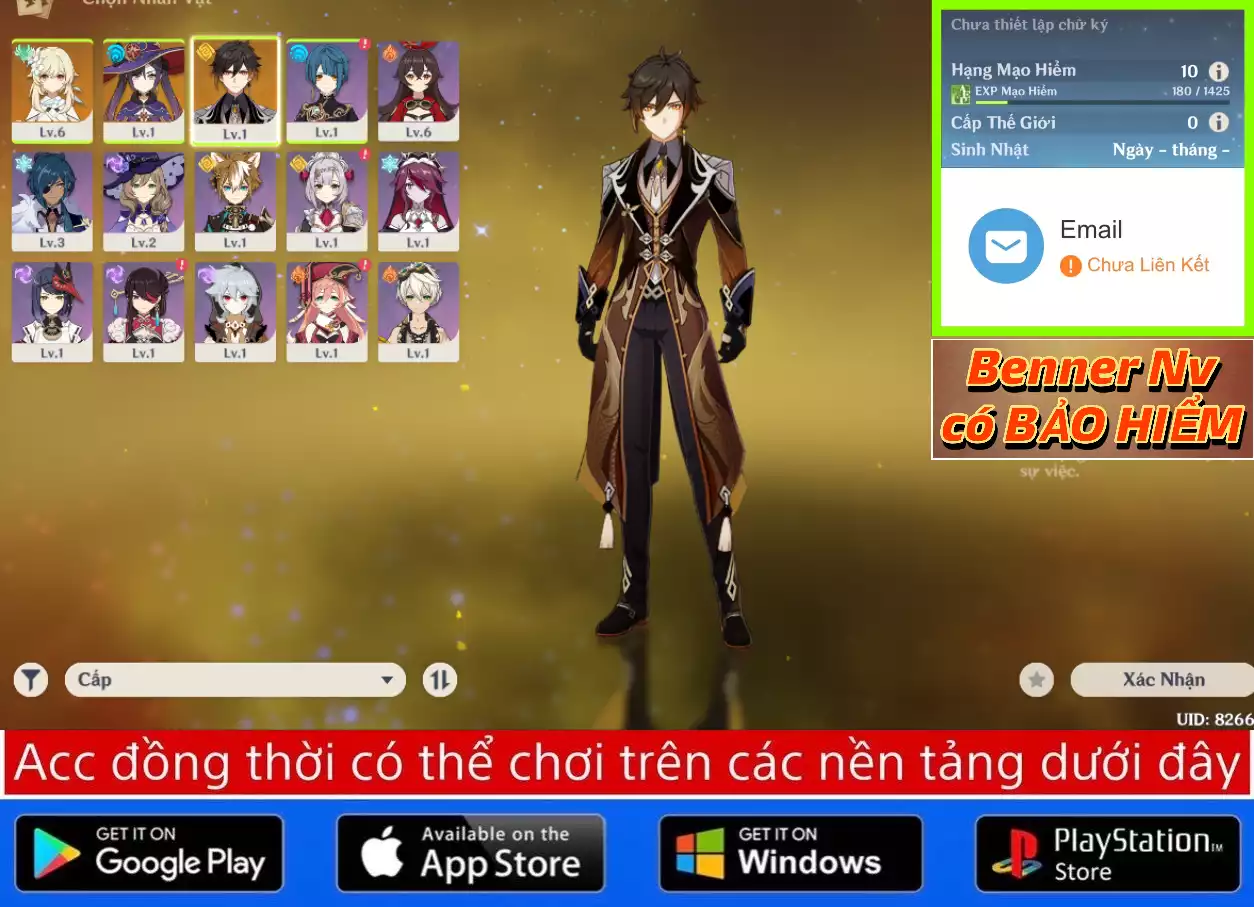 Chọn Nhân Vật
Lv.6
Lv.1
Lv.1
Lv.1
Lv.6
Lv.3
Lv.2
Lv.1
Lv.1
Lv.1
Lv.1
Lv.1
Lv.1
Lv.1
Lv.1
Chưa thiết lập chữ ký
Hạng Mạo Hiểm 10
EXP Mạo Hiểm 180 / 1425
Cấp Thế Giới 0
Sinh Nhật Ngày - tháng -
Email
Chưa Liên Kết
Benner Nv
có BẢO HIỂM
sự việc.
Cấp
Xác Nhận
UID: 8266
Acc đồng thời có thể chơi trên các nền tảng dưới đây
GET IT ON
Google Play
Available on the
App Store
GET IT ON
Windows
PlayStation™
Store